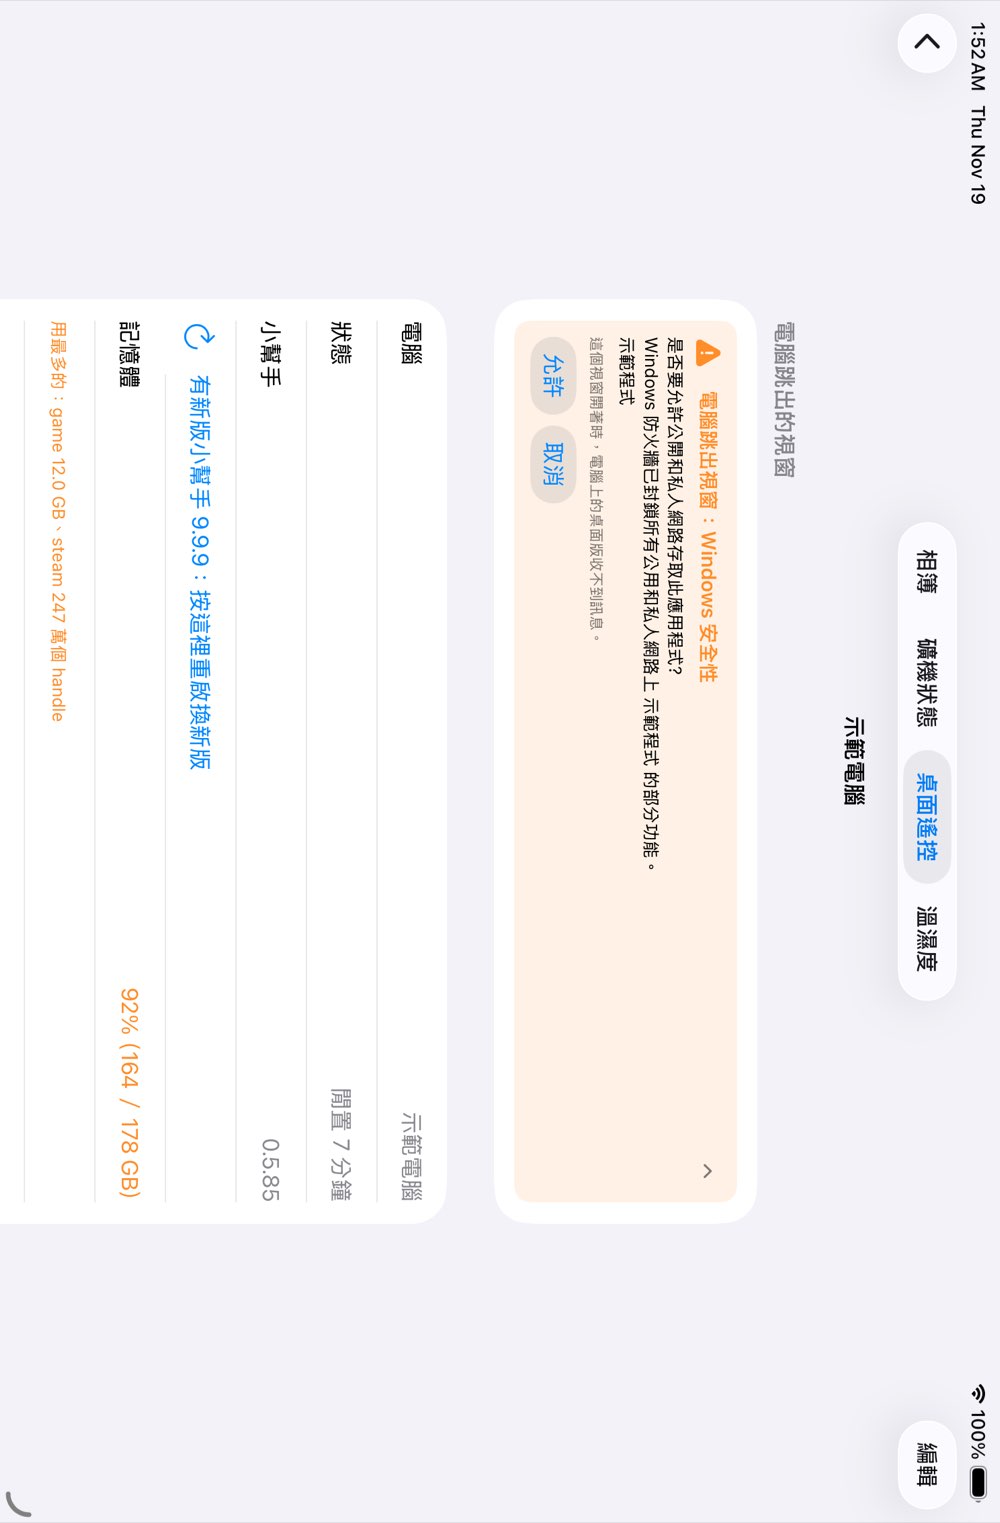 1:52 AM Thu Nov 19
100%
相簿 礦機狀態 桌面遙控 溫濕度
編輯
示範電腦
電腦跳出的視窗
電腦跳出視窗：Windows 安全性
是否要允許公開和私人網路存取此應用程式?
Windows 防火牆已封鎖所有公用和私人網路上 示範程式 的部分功能。
示範程式
這個視窗開著時，電腦上的桌面版收不到訊息。
允許 取消
電腦 示範電腦
狀態 閒置 7 分鐘
小幫手 0.5.85
有新版小幫手 9.9.9：按這裡重啟換新版
記憶體 92% (164 / 178 GB)
用最多的：game 12.0 GB、steam 247 萬個 handle